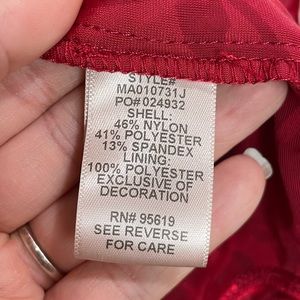 STYLE#
MA010731J
PO#024932
SHELL:
46% NYLON
41% POLYESTER
13% SPANDEX
LINING:
100% POLYESTER
EXCLUSIVE OF
DECORATION
RN# 95619
SEE REVERSE
FOR CARE